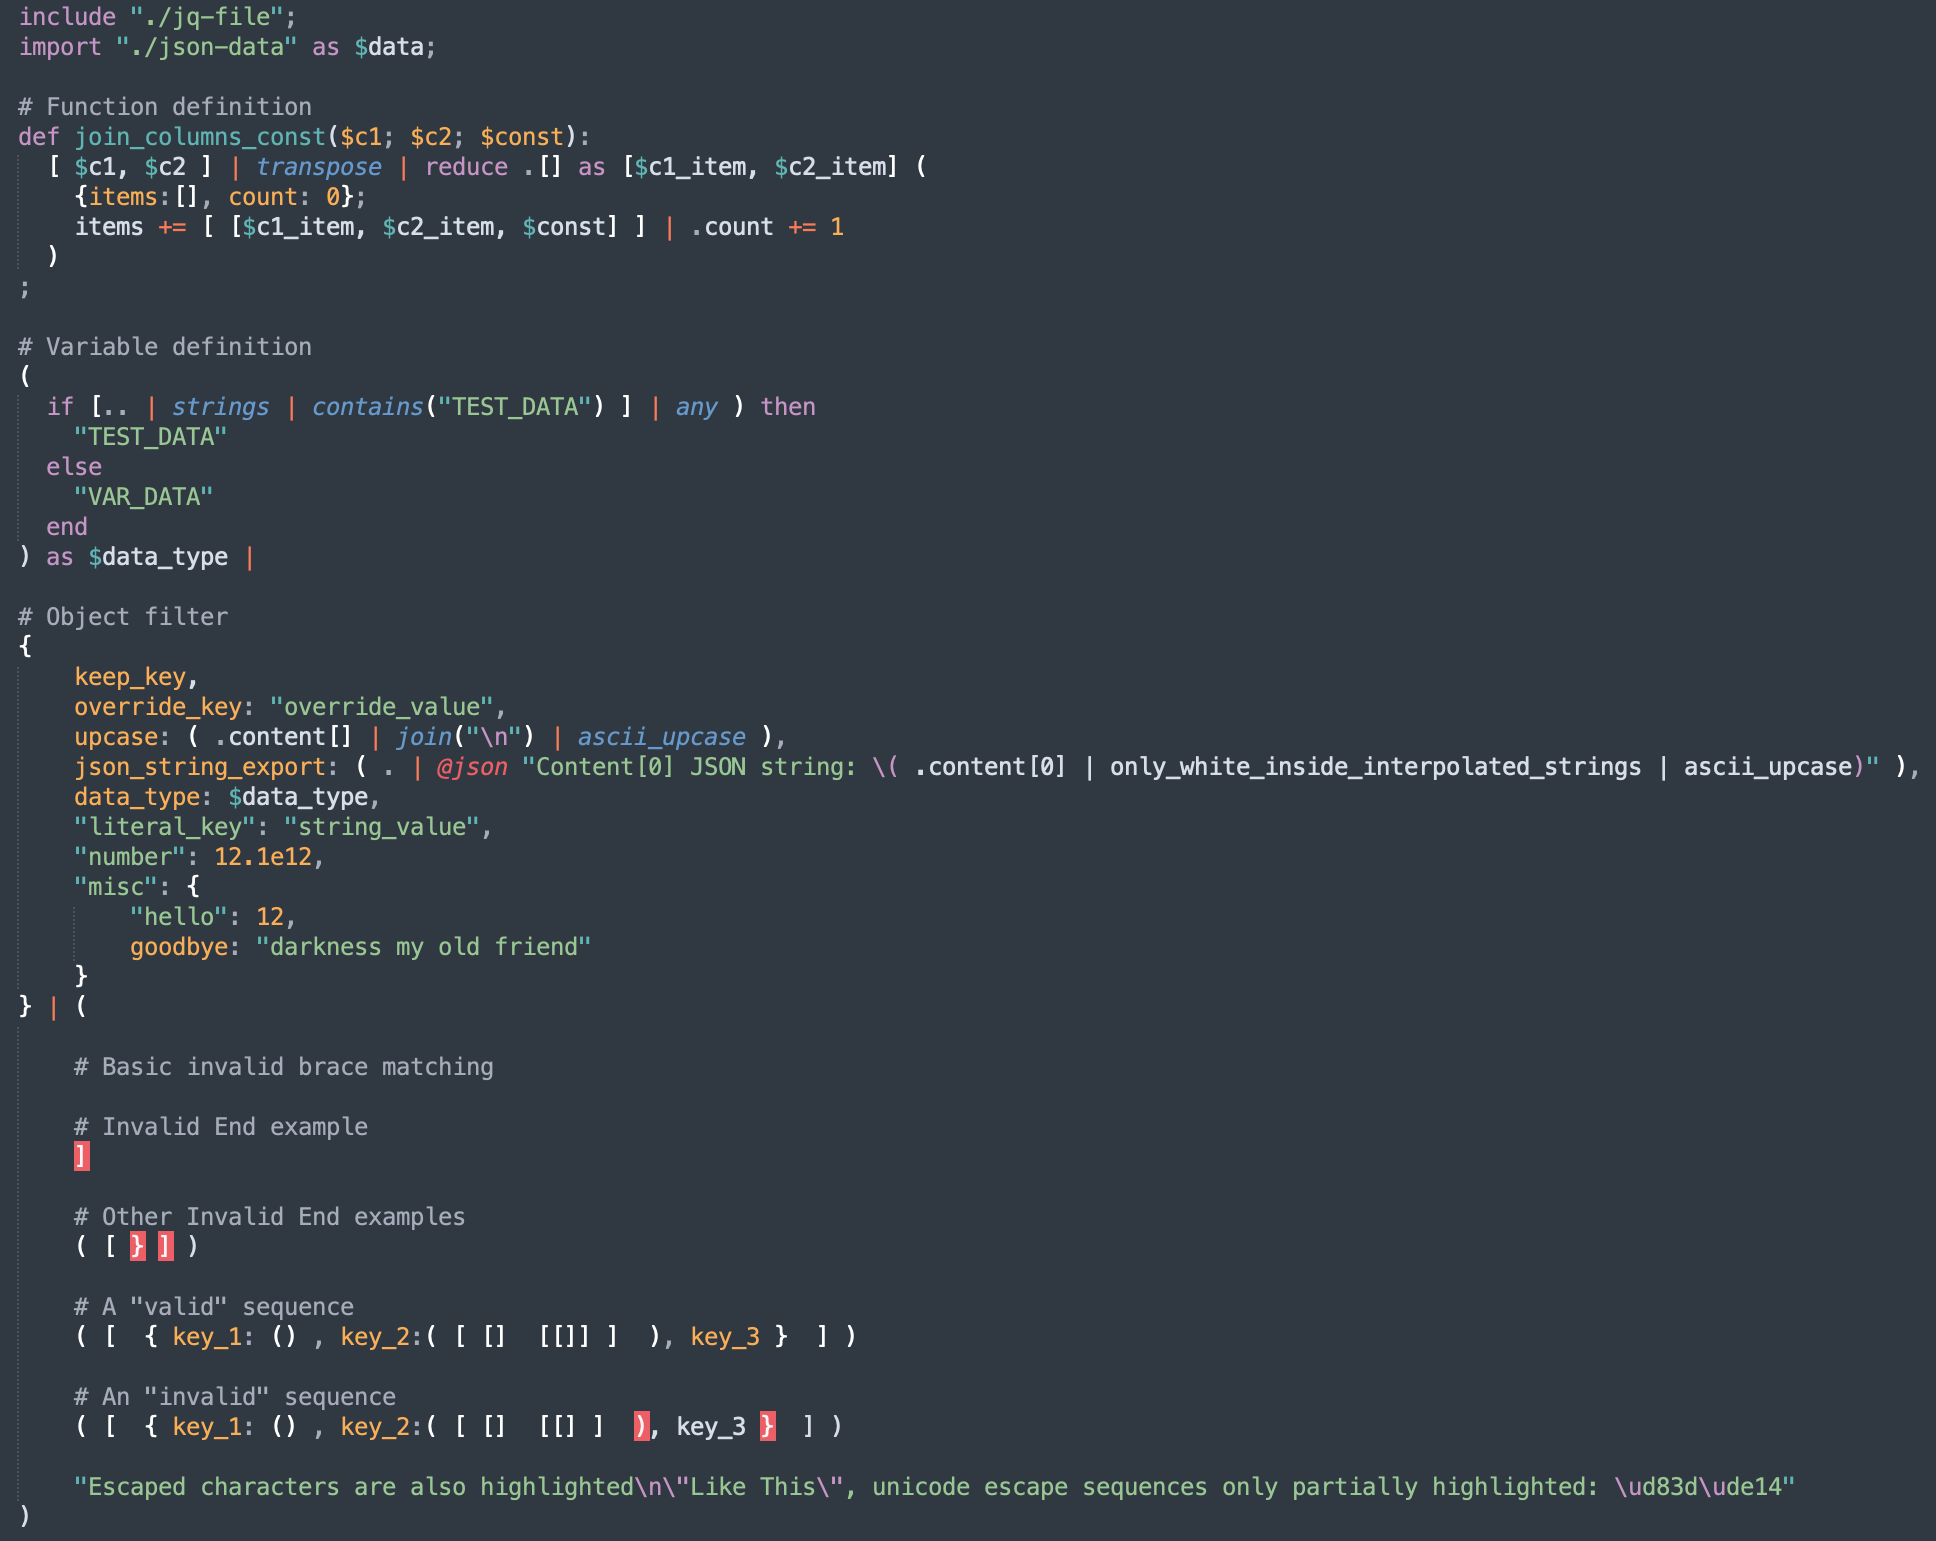 include "./jq-file";
import "./json-data" as $data;

# Function definition
def join_columns_const($c1; $c2; $const):
  [ $c1, $c2 ] | transpose | reduce .[] as [$c1_item, $c2_item] (
    {items:[], count: 0};
    items += [ [$c1_item, $c2_item, $const] ] | .count += 1
  )
;

# Variable definition
(
  if [.. | strings | contains("TEST_DATA") ] | any ) then
    "TEST_DATA"
  else
    "VAR_DATA"
  end
) as $data_type |

# Object filter
{
    keep_key,
    override_key: "override_value",
    upcase: ( .content[] | join("\n") | ascii_upcase ),
    json_string_export: ( . | @json "Content[0] JSON string: \( .content[0] | only_white_inside_interpolated_strings | ascii_upcase)" ),
    data_type: $data_type,
    "literal_key": "string_value",
    "number": 12.1e12,
    "misc": {
        "hello": 12,
        goodbye: "darkness my old friend"
    }
} | (

    # Basic invalid brace matching

    # Invalid End example
    ]

    # Other Invalid End examples
    ( [ } ] )

    # A "valid" sequence
    ( [  { key_1: () , key_2:( [ []  [[]] ]  ), key_3 }  ] )

    # An "invalid" sequence
    ( [  { key_1: () , key_2:( [ []  [[] ]  ), key_3 }  ] )

    "Escaped characters are also highlighted\n\"Like This\", unicode escape sequences only partially highlighted: \ud83d\ude14"
)